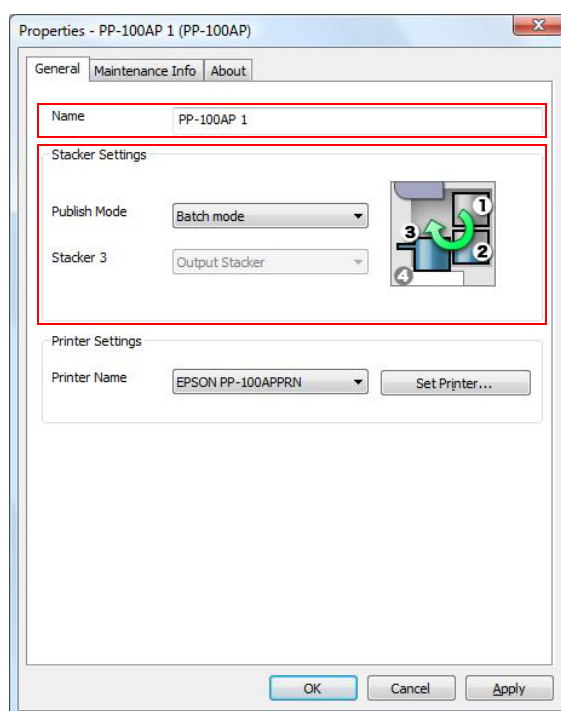 Properties - PP-100AP 1 (PP-100AP)
General Maintenance Info About
Name PP-100AP 1
Stacker Settings
Publish Mode Batch mode
Stacker 3 Output Stacker
1
3
2
4
Printer Settings
Printer Name EPSON PP-100APPRN Set Printer...
OK Cancel Apply